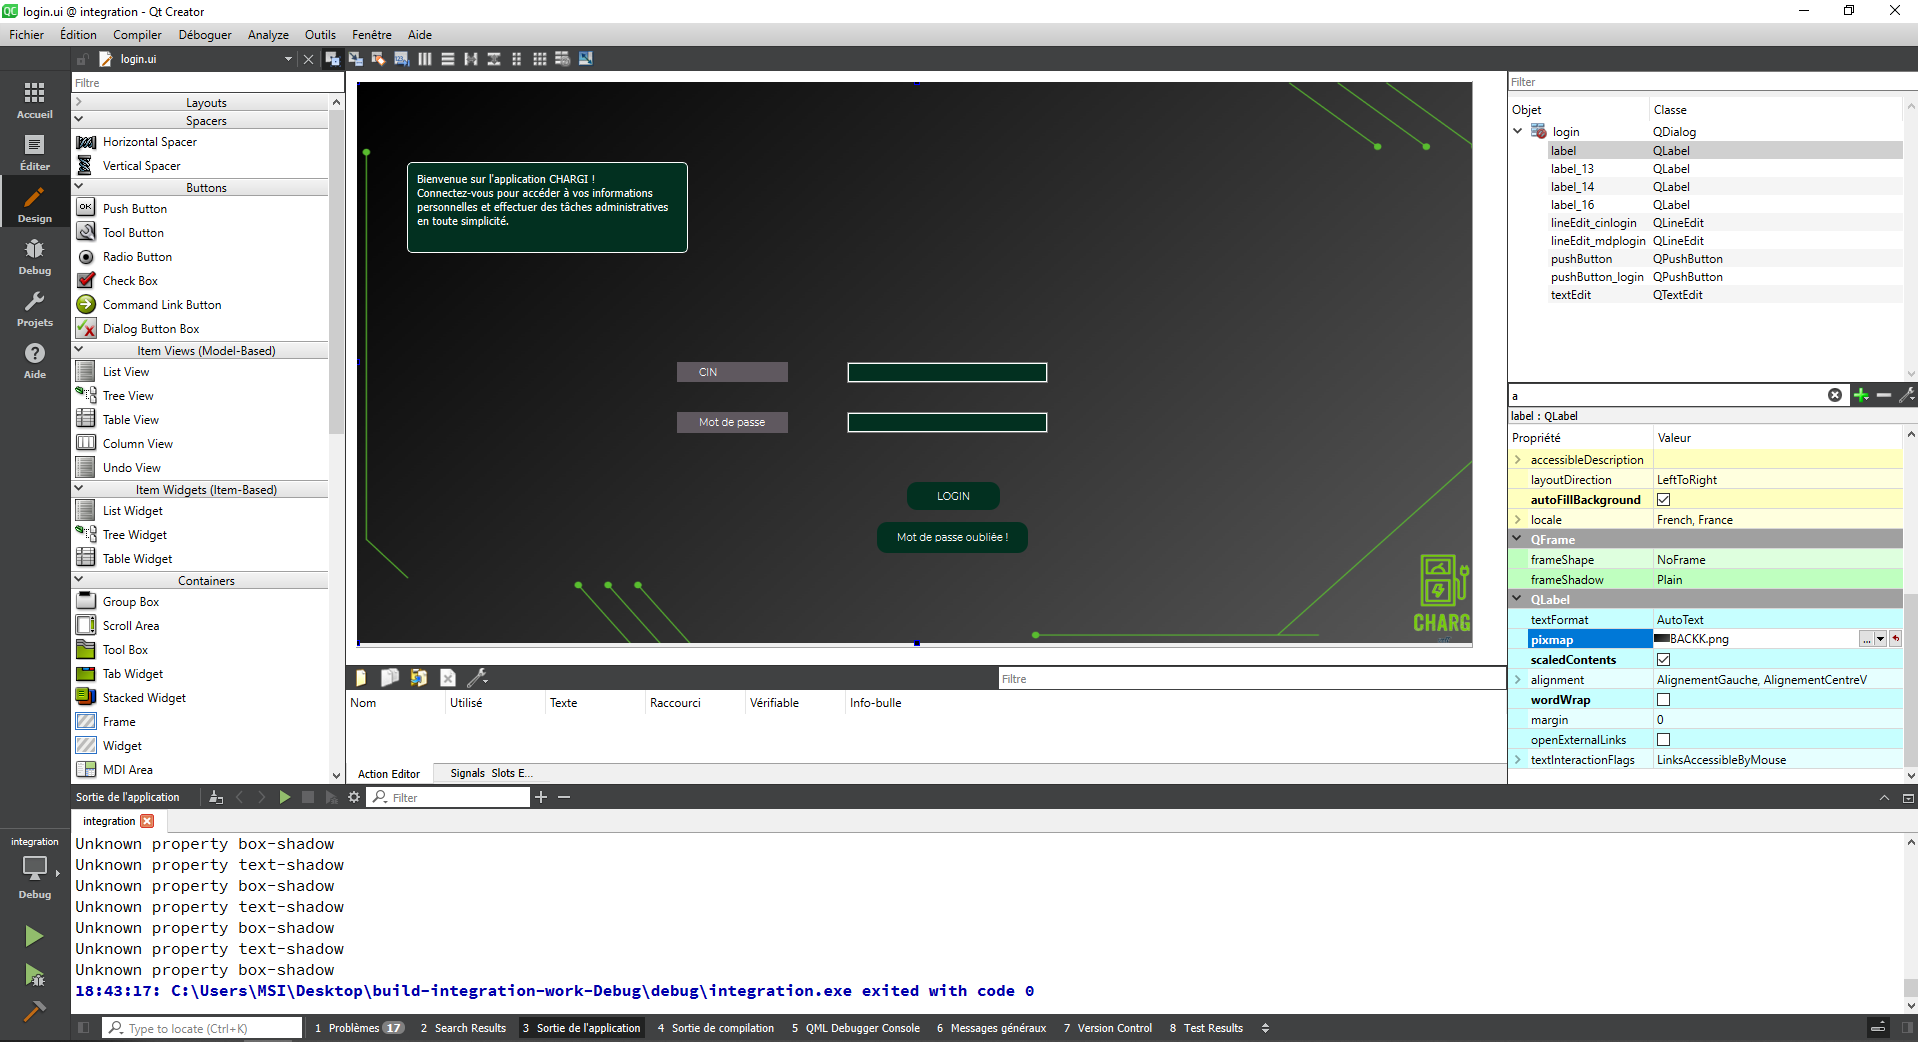 QC login.ui @ integration - Qt Creator
Fichier Édition Compiler Déboguer Analyze Outils Fenêtre Aide
login.ui
Accueil
Éditer
Design
Debug
Projets
Aide
Filtre
Layouts
Spacers
Horizontal Spacer
Vertical Spacer
Buttons
OK Push Button
Tool Button
Radio Button
Check Box
Command Link Button
Dialog Button Box
Item Views (Model-Based)
List View
Tree View
Table View
Column View
Undo View
Item Widgets (Item-Based)
List Widget
Tree Widget
Table Widget
Containers
Group Box
Scroll Area
Tool Box
Tab Widget
Stacked Widget
Frame
Widget
MDI Area
Bienvenue sur l'application CHARGI !
Connectez-vous pour accéder à vos informations
personnelles et effectuer des tâches administratives
en toute simplicité.
CIN
Mot de passe
LOGIN
Mot de passe oubliée !
CHARG
Filtre
Nom Utilisé Texte Raccourci Vérifiable Info-bulle
Action Editor Signals Slots E...
Filter
Objet Classe
login QDialog
label QLabel
label_13 QLabel
label_14 QLabel
label_16 QLabel
lineEdit_cinlogin QLineEdit
lineEdit_mdplogin QLineEdit
pushButton QPushButton
pushButton_login QPushButton
textEdit QTextEdit
a
label : QLabel
Propriété Valeur
accessibleDescription
layoutDirection LeftToRight
autoFillBackground
locale French, France
QFrame
frameShape NoFrame
frameShadow Plain
QLabel
textFormat AutoText
pixmap BACKK.png ...
scaledContents
alignment AlignementGauche, AlignementCentreV
wordWrap
margin 0
openExternalLinks
textInteractionFlags LinksAccessibleByMouse
Sortie de l'application Filter
integration
Unknown property box-shadow
Unknown property text-shadow
Unknown property box-shadow
Unknown property text-shadow
Unknown property box-shadow
Unknown property text-shadow
Unknown property box-shadow
18:43:17: C:\Users\MSI\Desktop\build-integration-work-Debug\debug\integration.exe exited with code 0
integration
Debug
Type to locate (Ctrl+K) 1 Problèmes 17 2 Search Results 3 Sortie de l'application 4 Sortie de compilation 5 QML Debugger Console 6 Messages généraux 7 Version Control 8 Test Results